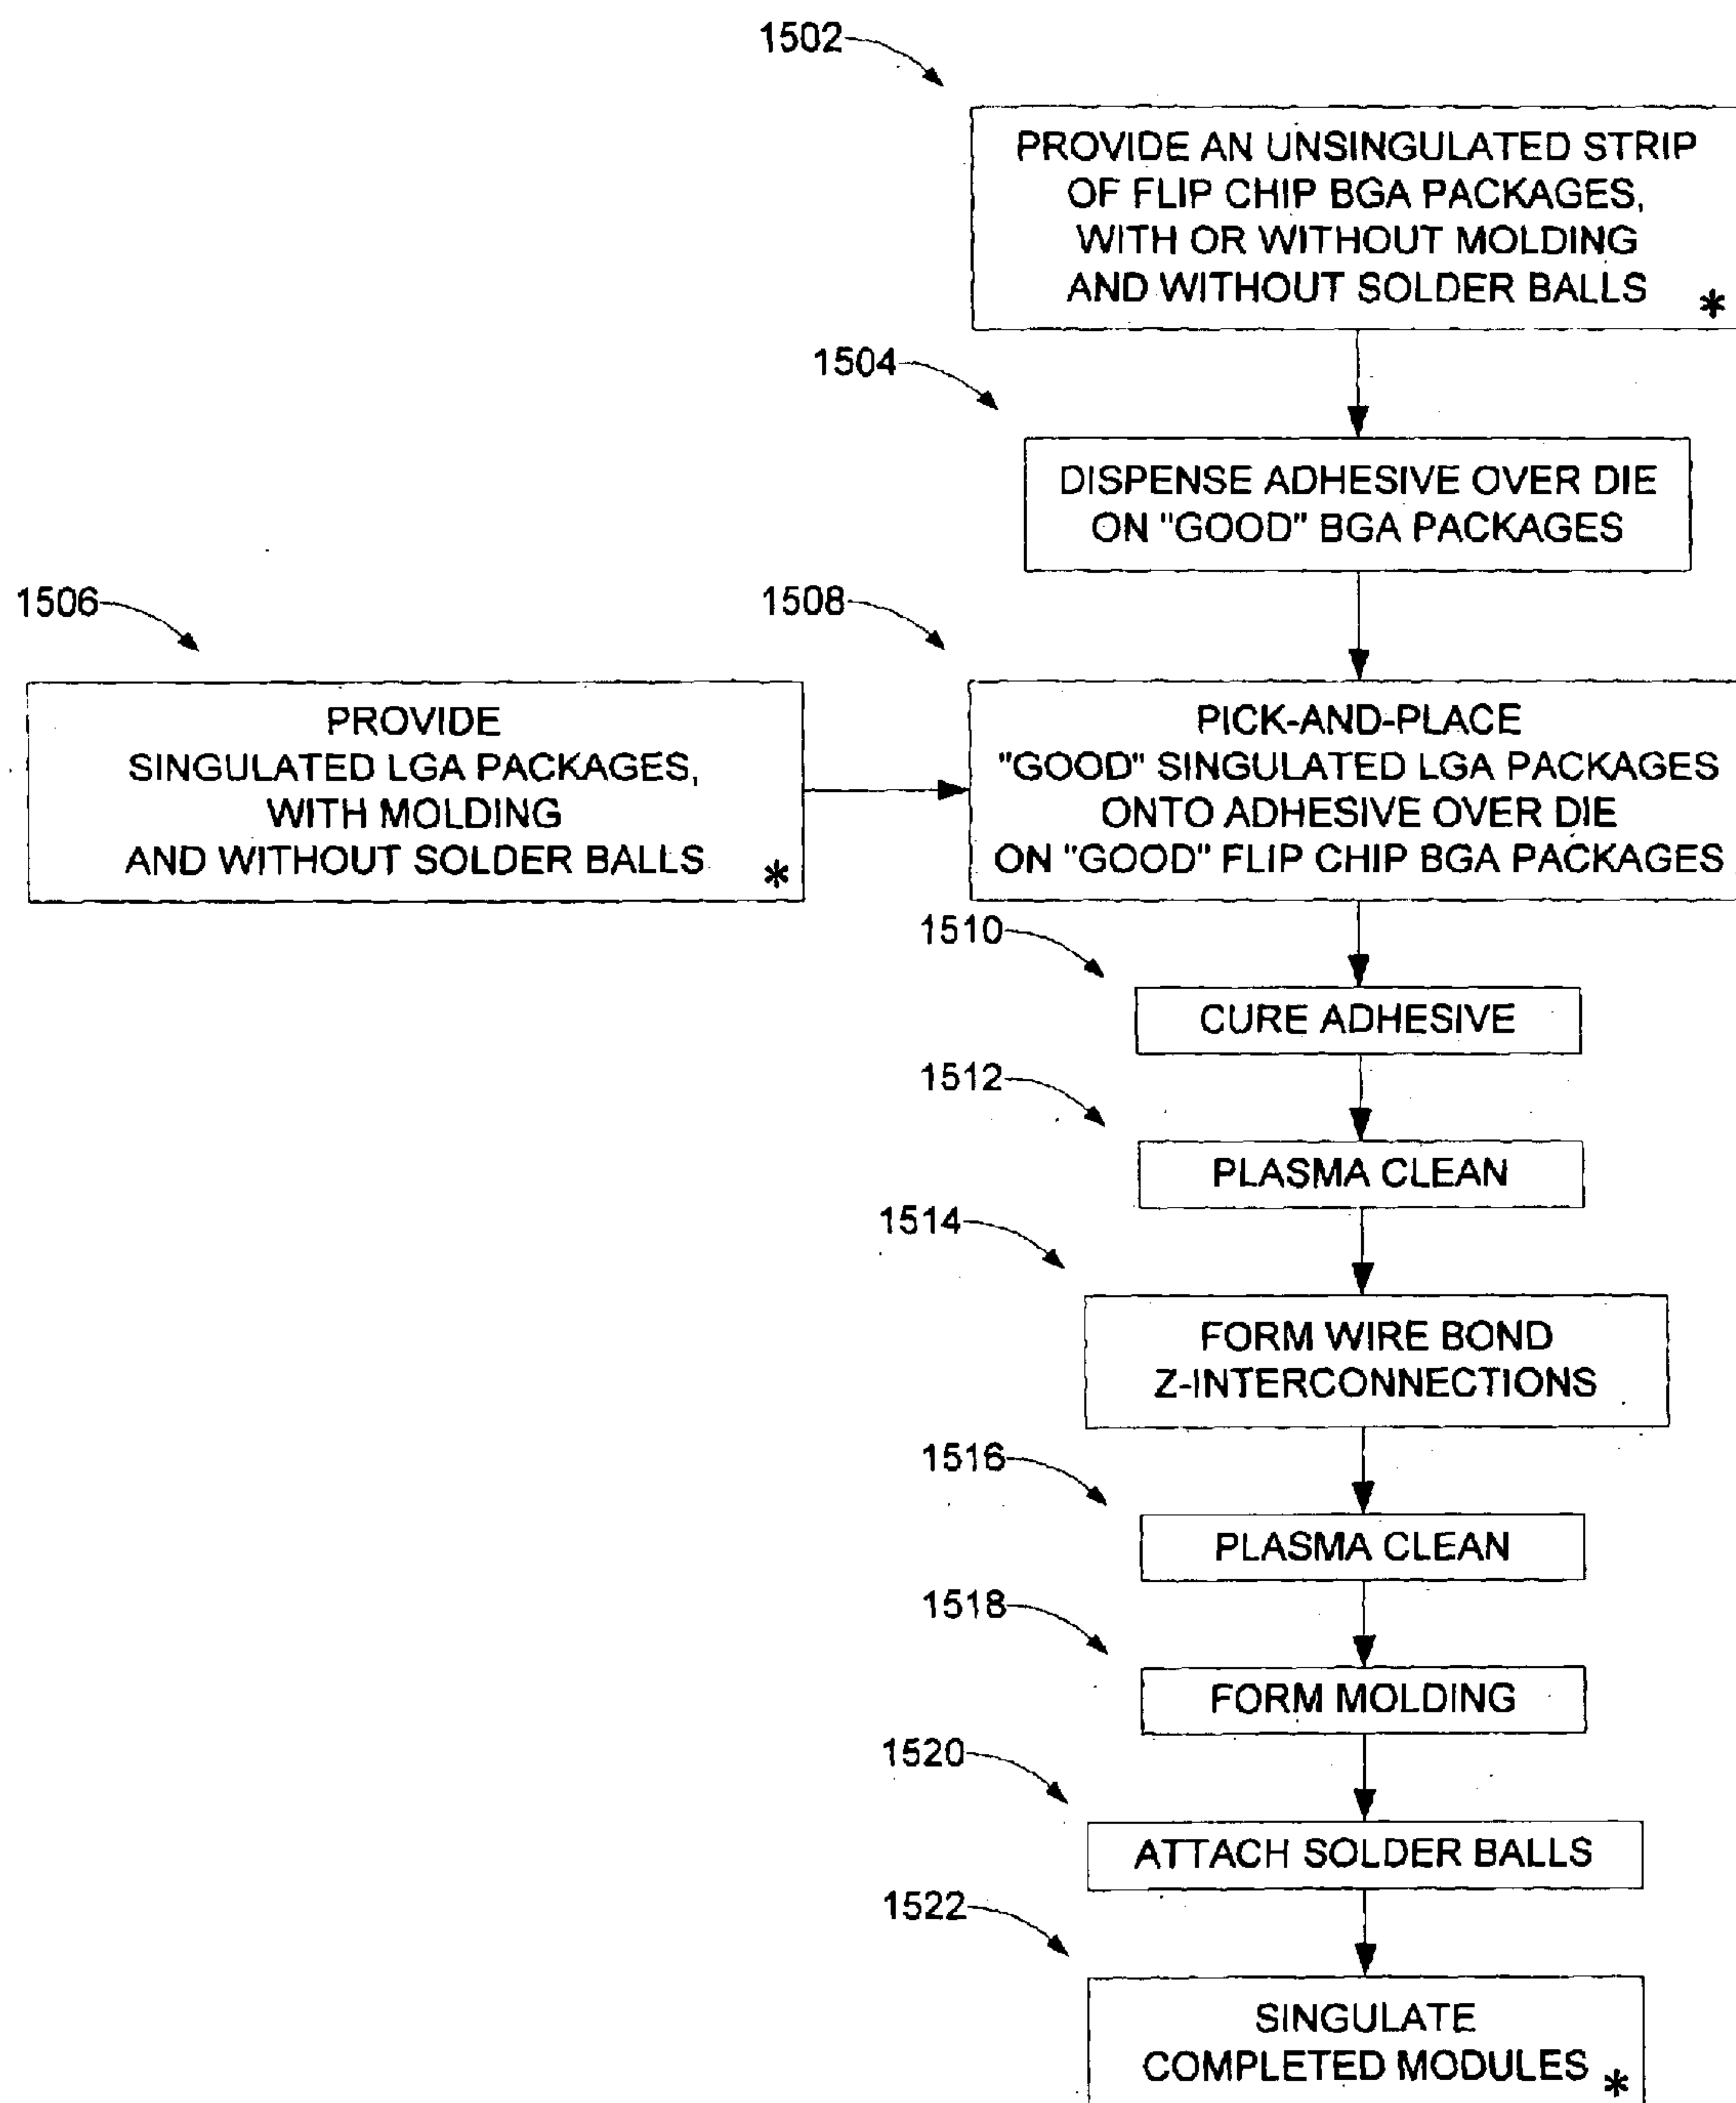 1502
PROVIDE AN UNSINGULATED STRIP
OF FLIP CHIP BGA PACKAGES,
WITH OR WITHOUT MOLDING
AND WITHOUT SOLDER BALLS *
1504
DISPENSE ADHESIVE OVER DIE
ON "GOOD" BGA PACKAGES
1506
PROVIDE
SINGULATED LGA PACKAGES,
WITH MOLDING
AND WITHOUT SOLDER BALLS *
1508
PICK-AND-PLACE
"GOOD" SINGULATED LGA PACKAGES
ONTO ADHESIVE OVER DIE
ON "GOOD" FLIP CHIP BGA PACKAGES
1510
CURE ADHESIVE
1512
PLASMA CLEAN
1514
FORM WIRE BOND
Z-INTERCONNECTIONS
1516
PLASMA CLEAN
1518
FORM MOLDING
1520
ATTACH SOLDER BALLS
1522
SINGULATE
COMPLETED MODULES *